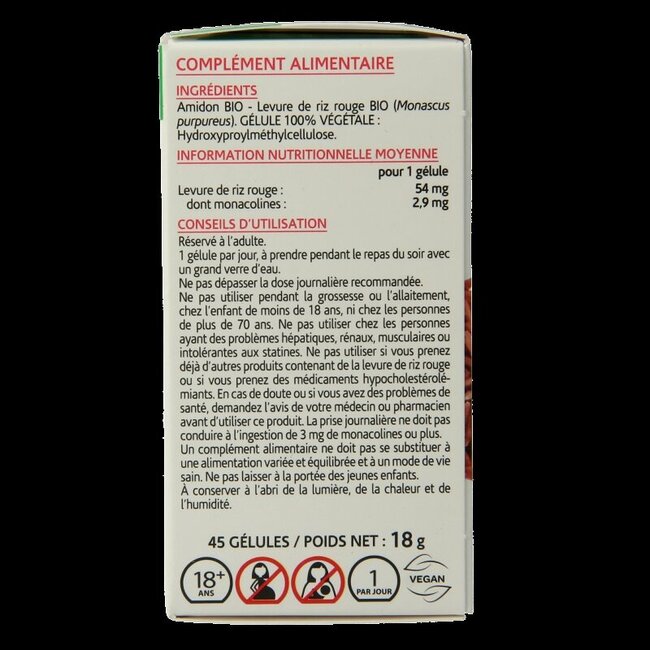 COMPLÉMENT ALIMENTAIRE
INGRÉDIENTS
Amidon BIO - Levure de riz rouge BIO (Monascus
purpureus). GÉLULE 100% VÉGÉTALE :
Hydroxyproylméthylcellulose.
INFORMATION NUTRITIONNELLE MOYENNE
pour 1 gélule
Levure de riz rouge : 54 mg
dont monacolines : 2,9 mg
CONSEILS D'UTILISATION
Réservé à l'adulte.
1 gélule par jour, à prendre pendant le repas du soir avec
un grand verre d'eau.
Ne pas dépasser la dose journalière recommandée.
Ne pas utiliser pendant la grossesse ou l'allaitement,
chez l'enfant de moins de 18 ans, ni chez les personnes
de plus de 70 ans. Ne pas utiliser chez les personnes
ayant des problèmes hépatiques, rénaux, musculaires ou
intolérantes aux statines. Ne pas utiliser si vous prenez
déjà d'autres produits contenant de la levure de riz rouge
ou si vous prenez des médicaments hypocholestérolé-
miants. En cas de doute ou si vous avez des problèmes de
santé, demandez l'avis de votre médecin ou pharmacien
avant d'utiliser ce produit. La prise journalière ne doit pas
conduire à l'ingestion de 3 mg de monacolines ou plus.
Un complément alimentaire ne doit pas se substituer à
une alimentation variée et équilibrée et à un mode de vie
sain. Ne pas laisser à la portée des jeunes enfants.
À conserver à l'abri de la lumière, de la chaleur et de
l'humidité.
45 GÉLULES / POIDS NET : 18 g
18+
ANS
1
PAR JOUR
VEGAN